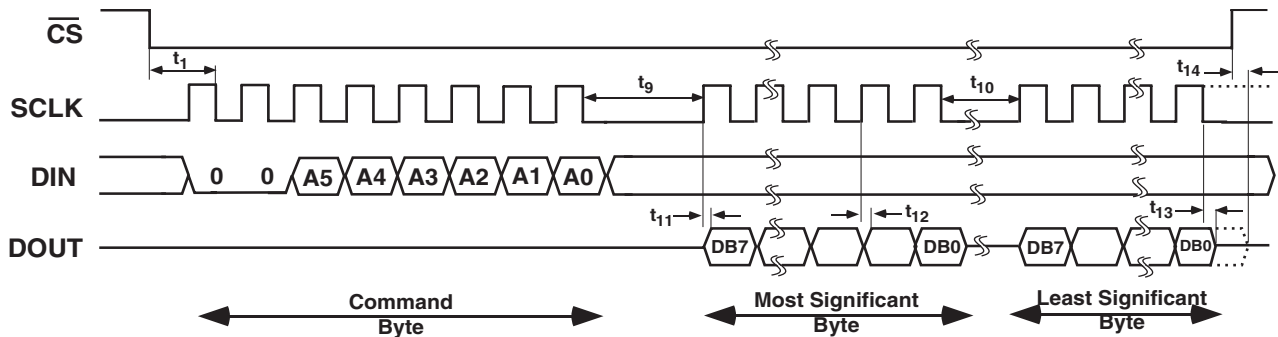 CS
t1
t14
SCLK
t9
t10
DIN
0 0 A5 A4 A3 A2 A1 A0
t11
t12
t13
DOUT
DB7 DB0 DB7 DB0
Command
Byte
Most Significant
Byte
Least Significant
Byte